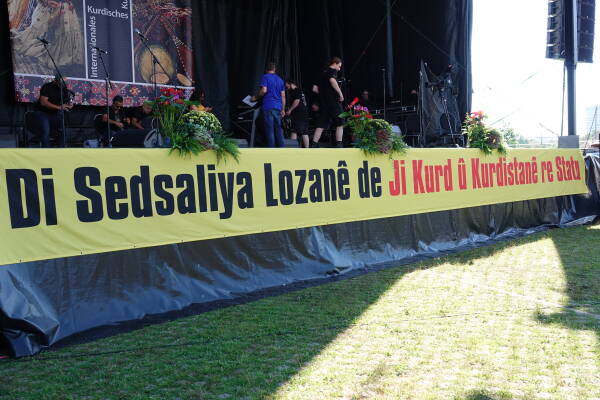 Internationales
Kurdisches
Di Sedsaliya Lozanê de Ji Kurd û Kurdistanê re Statu